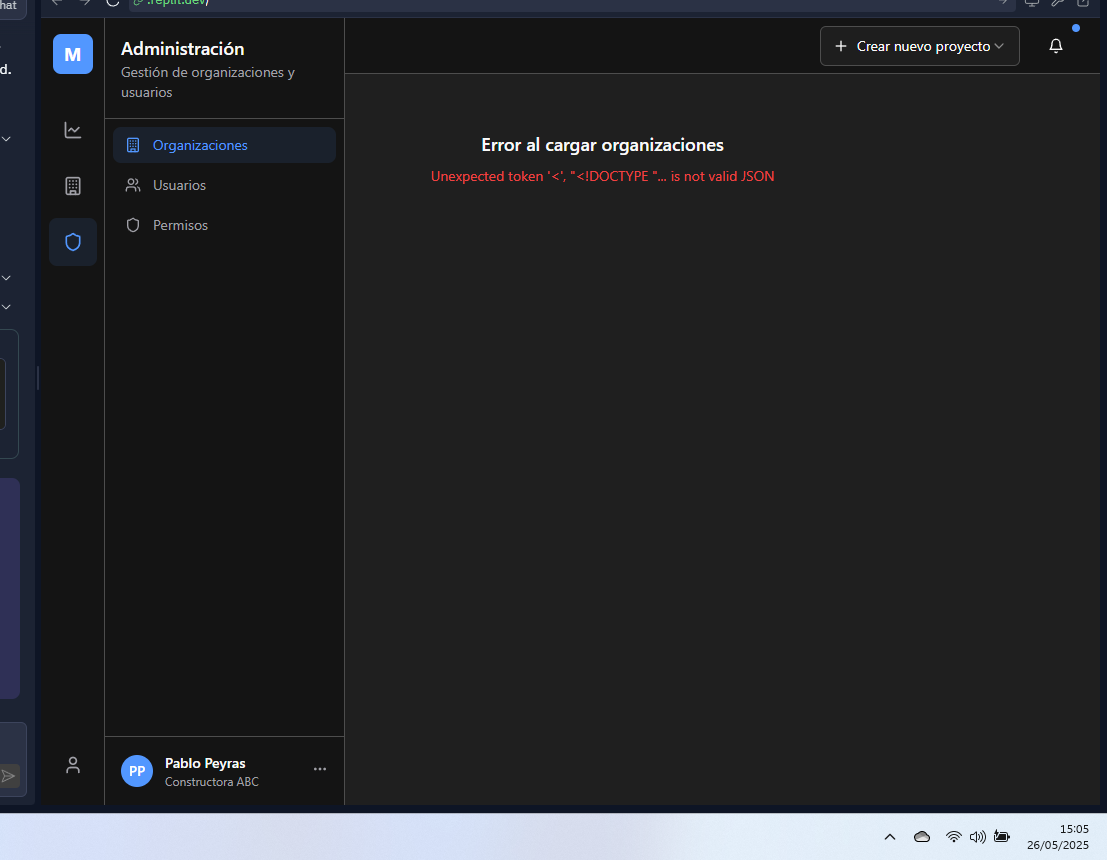 hat
.replit.dev/
d.
M
Administración
Gestión de organizaciones y
usuarios
Crear nuevo proyecto
Organizaciones
Usuarios
Permisos
Error al cargar organizaciones
Unexpected token '<', "<!DOCTYPE "... is not valid JSON
PP
Pablo Peyras
Constructora ABC
15:05
26/05/2025